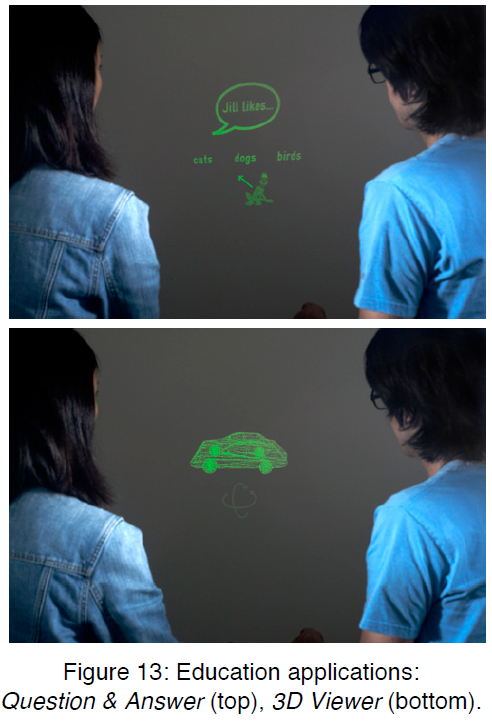 Jill likes...
cats dogs birds
Figure 13: Education applications:
Question & Answer (top), 3D Viewer (bottom).